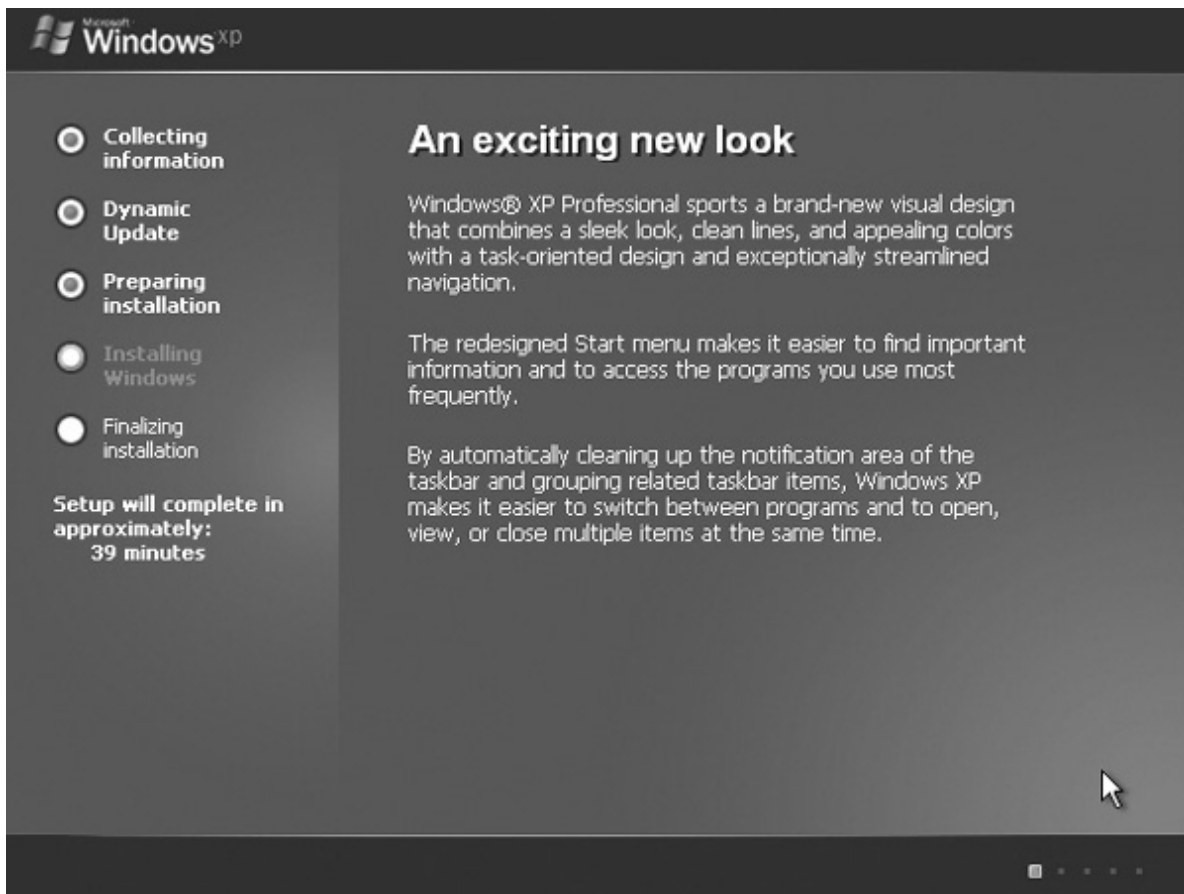 Microsoft
Windows xp
Collecting
information
Dynamic
Update
Preparing
installation
Installing
Windows
Finalizing
installation
Setup will complete in
approximately:
39 minutes
An exciting new look
Windows® XP Professional sports a brand-new visual design
that combines a sleek look, clean lines, and appealing colors
with a task-oriented design and exceptionally streamlined
navigation.
The redesigned Start menu makes it easier to find important
information and to access the programs you use most
frequently.
By automatically cleaning up the notification area of the
taskbar and grouping related taskbar items, Windows XP
makes it easier to switch between programs and to open,
view, or close multiple items at the same time.